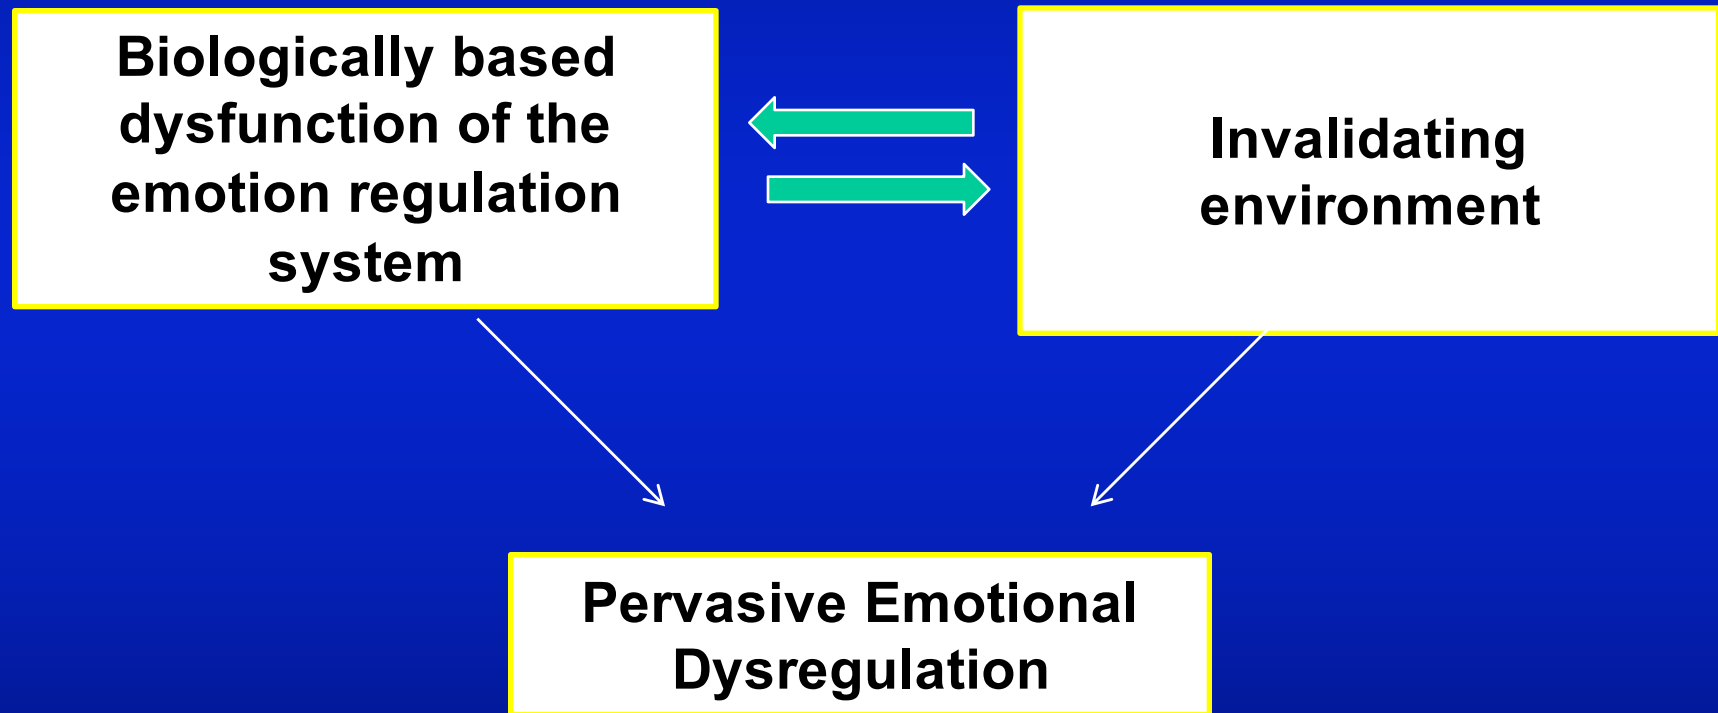 Biologically based
dysfunction of the
emotion regulation
system
Invalidating
environment
Pervasive Emotional
Dysregulation